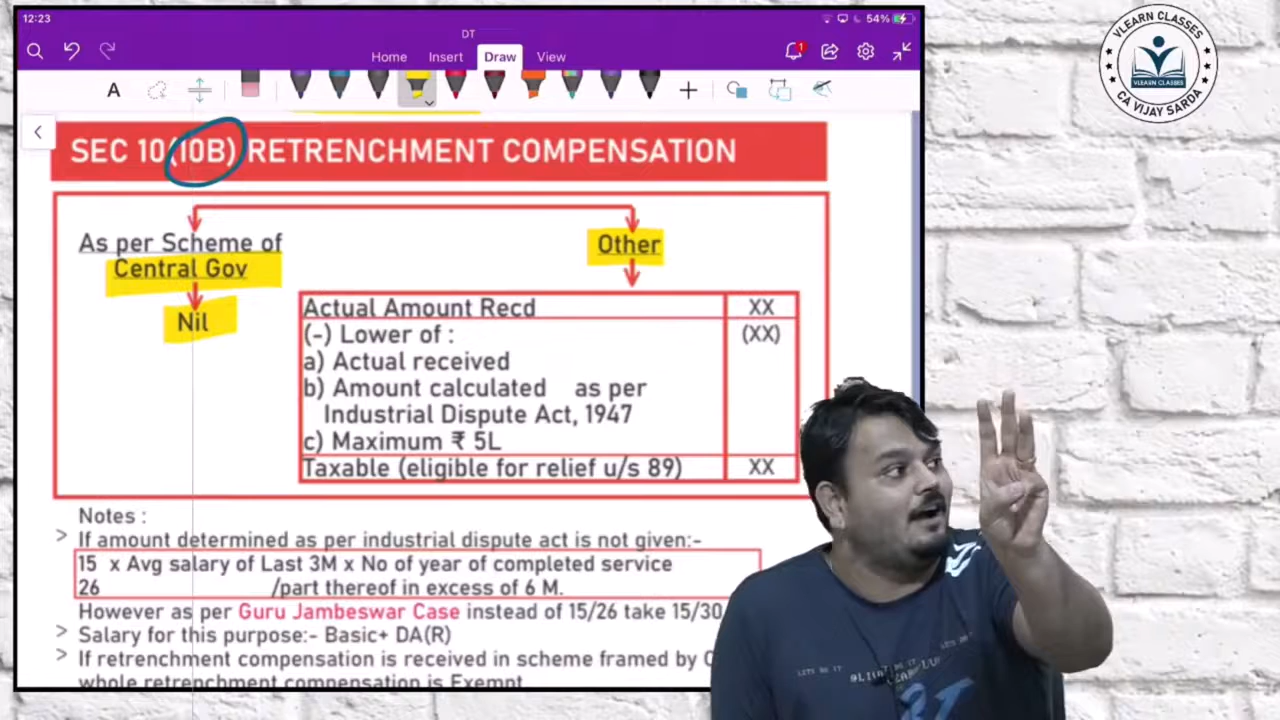 12:23
54%
DT
Home Insert Draw View
1
A
SEC 10(10B) RETRENCHMENT COMPENSATION
As per Scheme of
Central Gov
Nil
Other
Actual Amount Recd XX
(-) Lower of : (XX)
a) Actual received
b) Amount calculated as per
Industrial Dispute Act, 1947
c) Maximum ₹ 5L
Taxable (eligible for relief u/s 89) XX
Notes :
> If amount determined as per industrial dispute act is not given:-
15 x Avg salary of Last 3M x No of year of completed service
26 /part thereof in excess of 6 M.
However as per Guru Jambeswar Case instead of 15/26 take 15/30
> Salary for this purpose:- Basic+ DA(R)
> If retrenchment compensation is received in scheme framed by
whole retrenchment compensation is Exempt
VLEARN CLASSES
VLEARN CLASSES
CA VIJAY SARDA